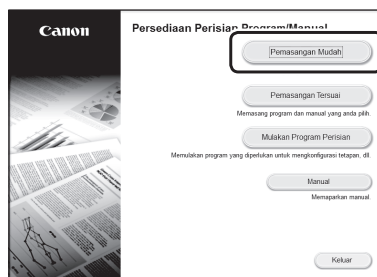 Canon
Persediaan Perisian Program/Manual
Pemasangan Mudah
Pemasangan Tersuai
Memasang program dan manual yang anda pilih.
Mulakan Program Perisian
Memulakan program yang diperlukan untuk mengkonfigurasi tetapan, dll.
Manual
Memaparkan manual.
Keluar